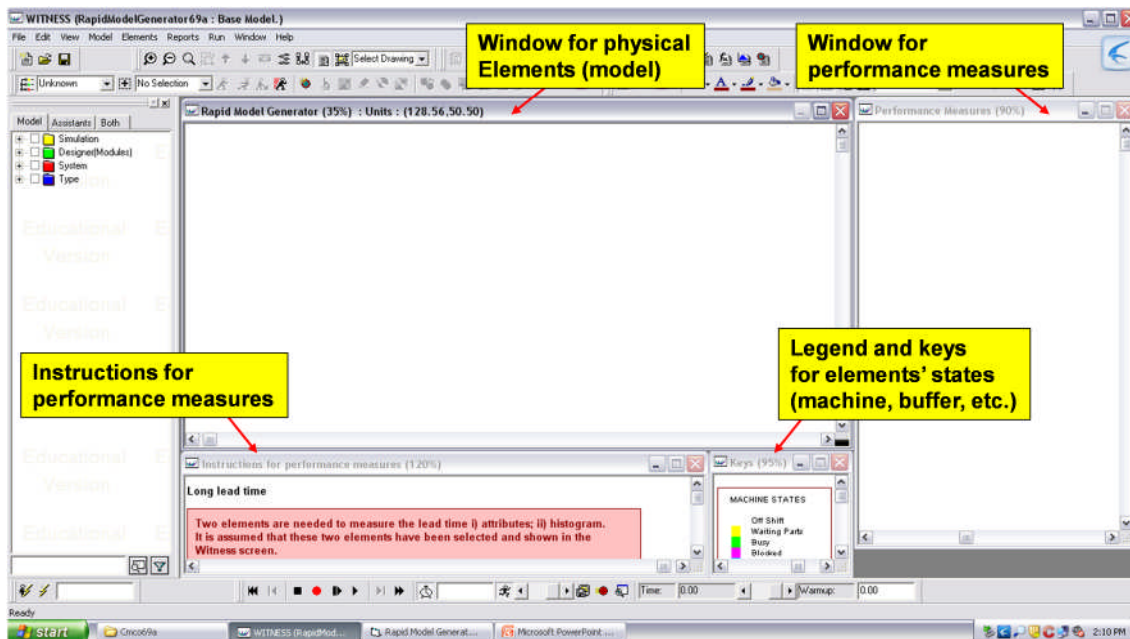 WITNESS (RapidModelGenerator69a : Base Model.)
File Edit View Model Elements Reports Run Window Help
Select Drawing
Unknown
No Selection
Window for physical
Elements (model)
Window for
performance measures
Model Assistants Both
Simulation
Designer(Modules)
System
Type
Rapid Model Generator (35%) : Units : (128.56,50.50)
Performance Measures (90%)
Educational
Version
Educational
Version
Educational
Version
Educational
Instructions for
performance measures
Legend and keys
for elements' states
(machine, buffer, etc.)
Instructions for performance measures (120%)
Long lead time
Two elements are needed to measure the lead time i) attributes; ii) histogram.
It is assumed that these two elements have been selected and shown in the
Witness screen.
Keys (95%)
MACHINE STATES
Off Shift
Waiting Parts
Busy
Blocked
Time: 0.00
Warmup: 0.00
Ready
start
Cmco69a
WITNESS (RapidMod...
Rapid Model Generat...
Microsoft PowerPoint ...
2:10 PM